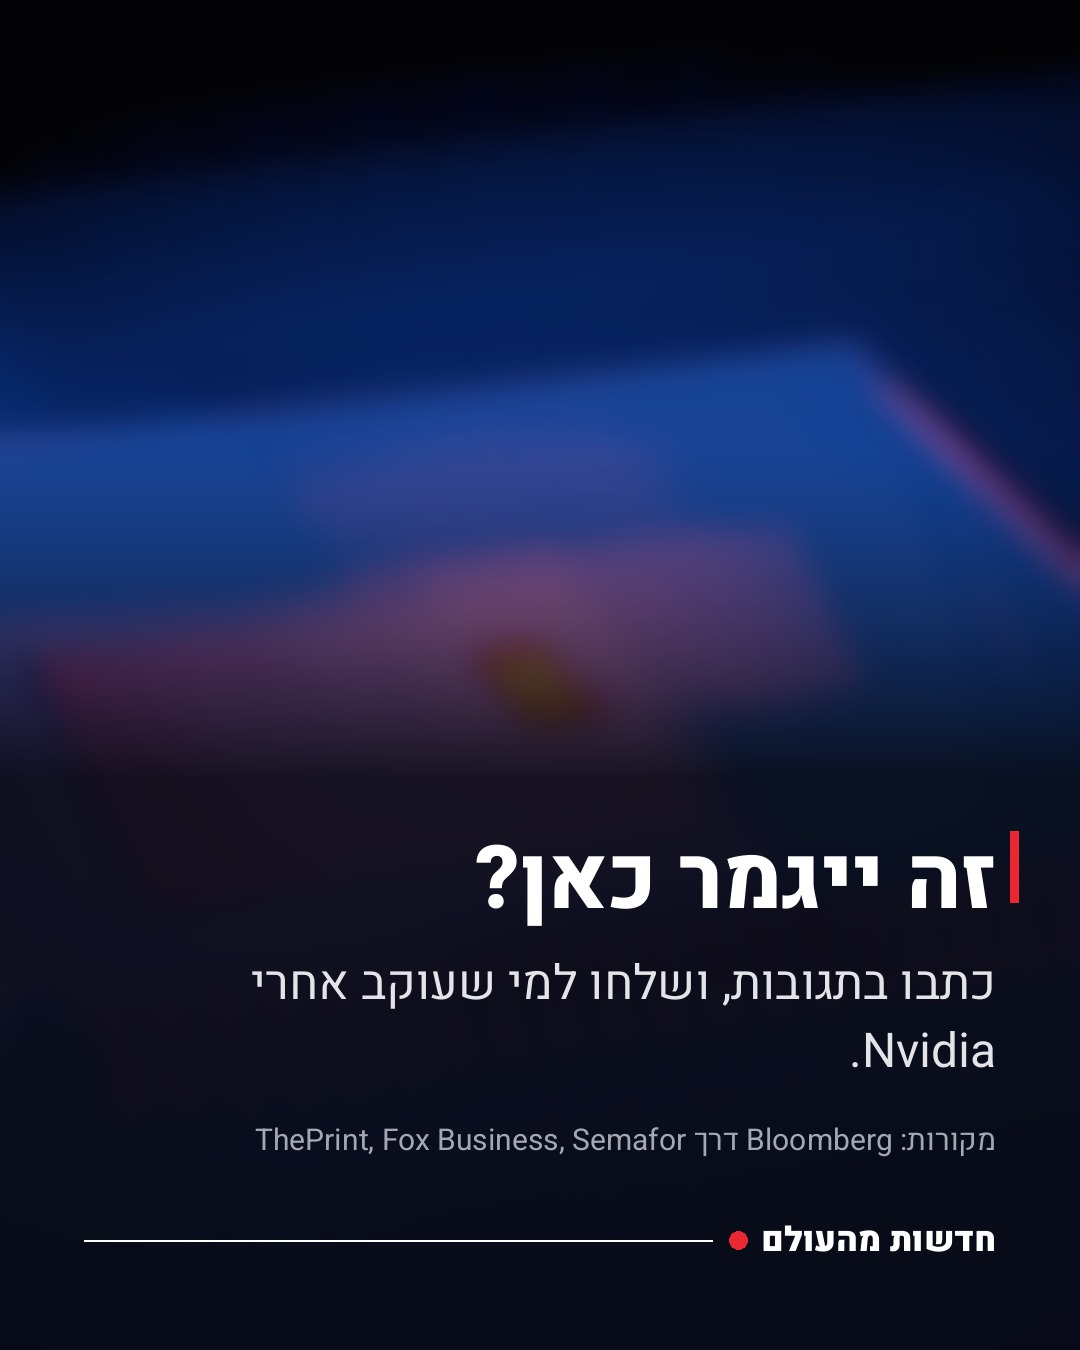 זה ייגמר כאן?
כתבו בתגובות, ושלחו למי שעוקב אחרי
Nvidia.
מקורות: Bloomberg דרך ThePrint, Fox Business, Semafor
חדשות מהעולם